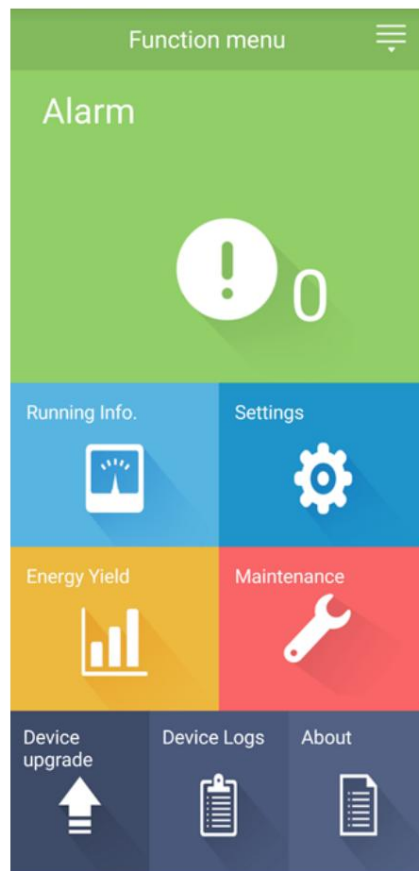 Function menu
Alarm
0
Running Info.
Settings
Energy Yield
Maintenance
Device
upgrade
Device Logs
About